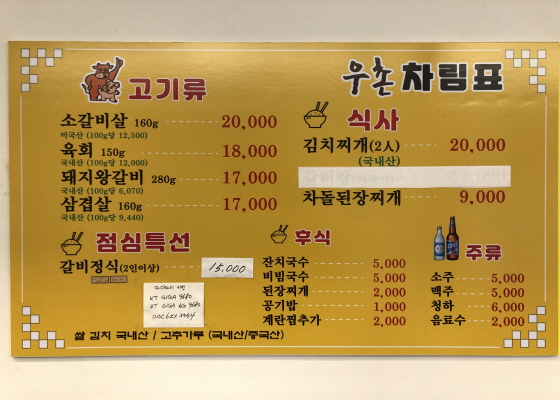 우촌 차림표
고기류
소갈비살 160g 20,000
미국산 (100g당 12,500)
육회 150g 18,000
국내산 (100g당 12,000)
돼지왕갈비 280g 17,000
국내산 (100g당 6,070)
삼겹살 160g 17,000
국내산 (100g당 9,440)
식사
김치찌개(2人) 20,000
(국내산)
차돌된장찌개 9,000
점심특선
갈비정식(2인이상) 15.000
KT GIGA 5G
후식
잔치국수 5,000
비빔국수 5,000
된장찌개 2,000
공기밥 1,000
계란찜추가 2,000
주류
소주 5,000
맥주 5,000
청하 6,000
음료수 2,000
쌀 김치 국내산 / 고추가루 (국내산/중국산)